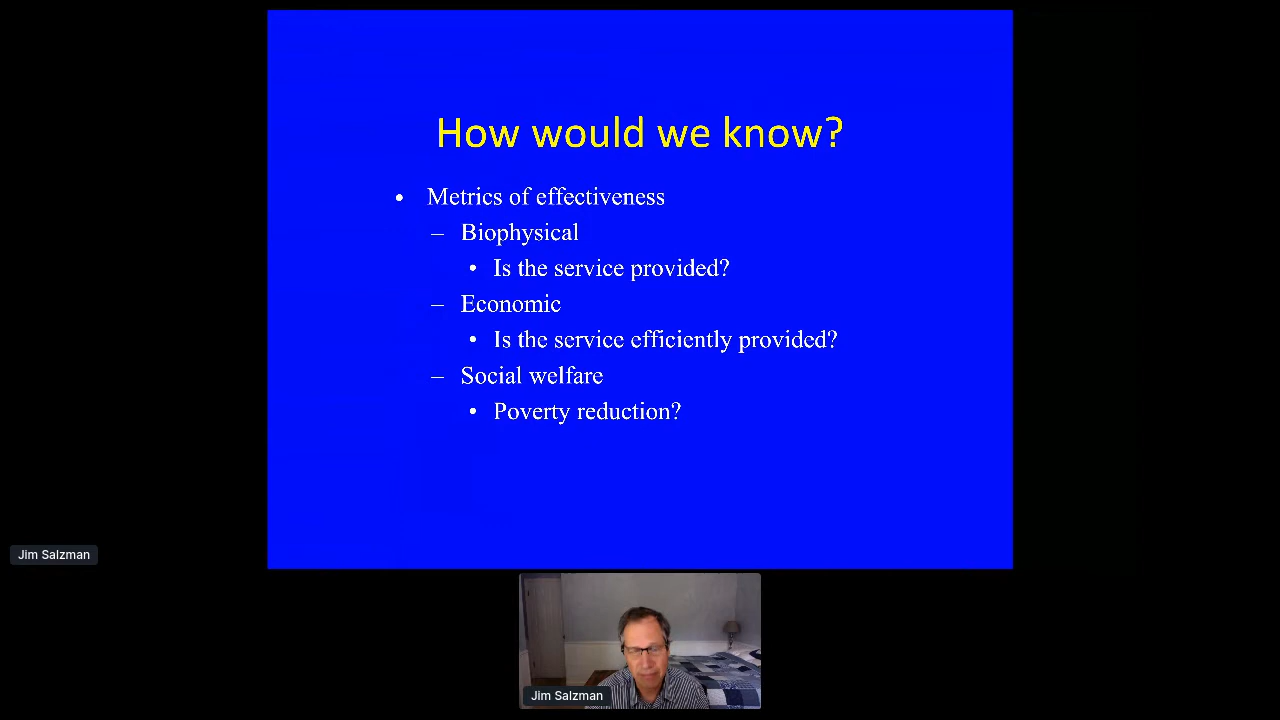 How would we know?
• Metrics of effectiveness
– Biophysical
• Is the service provided?
– Economic
• Is the service efficiently provided?
– Social welfare
• Poverty reduction?
Jim Salzman
Jim Salzman